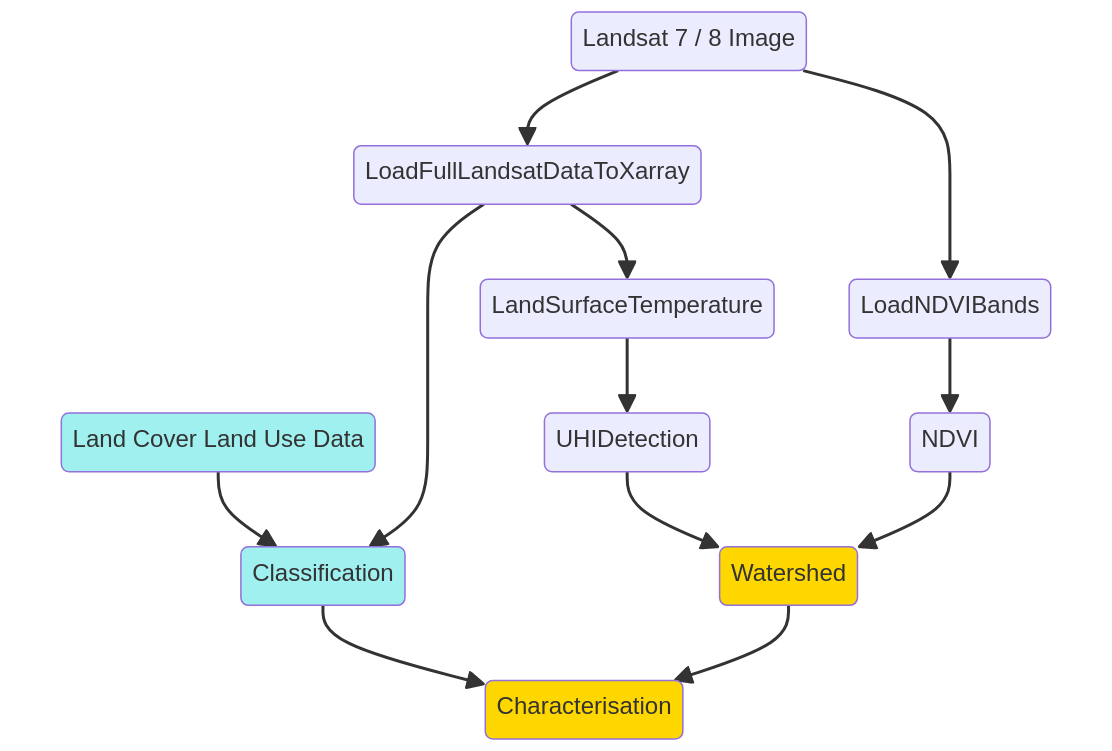 Landsat 7 / 8 Image
LoadFullLandsatDataToXarray
LandSurfaceTemperature
LoadNDVIBands
Land Cover Land Use Data
UHIDetection
NDVI
Classification
Watershed
Characterisation